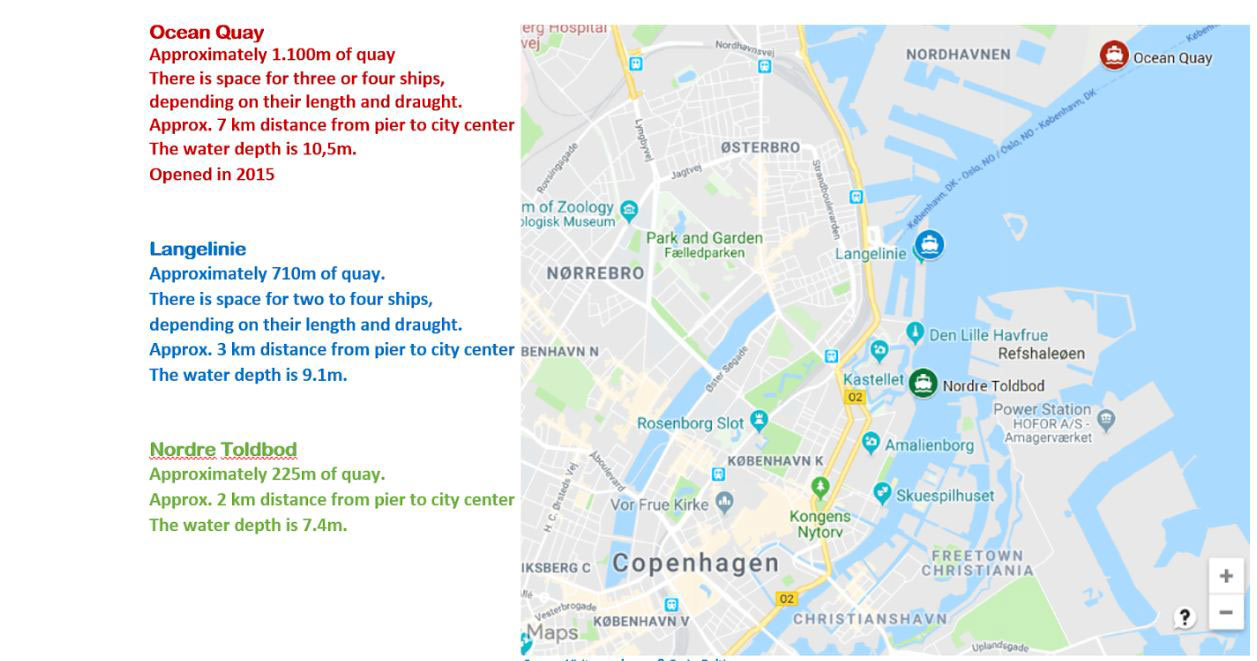 Ocean Quay
Approximately 1.100m of quay
There is space for three or four ships,
depending on their length and draught.
Approx. 7 km distance from pier to city center
The water depth is 10,5m.
Opened in 2015
Langelinie
Approximately 710m of quay.
There is space for two to four ships,
depending on their length and draught.
Approx. 3 km distance from pier to city center
The water depth is 9.1m.
Nordre Toldbod
Approximately 225m of quay.
Approx. 2 km distance from pier to city center
The water depth is 7.4m.
erg Hospital
vej
Nordhavnsvej
NORDHAVNEN
Ocean Quay
Københ
Lyngbyvej
ØSTERBRO
Rovsingsgade
Jagtvej
Strandboulevarden
København, DK - Oslo, NO / Oslo, NO - København, DK
m of Zoology
ologisk Museum
Park and Garden
Fælledparken
Langelinie
NØRREBRO
Den Lille Havfrue
Refshaleøen
BENHAVN N
Øster Søgade
Kastellet
Nordre Toldbod
02
Power Station
HOFOR A/S -
Amagerværket
Rosenborg Slot
Amalienborg
KØBENHAVN K
Åboulevard
H. C. Ørsteds Vej
Vor Frue Kirke
Skuespilhuset
Kongens
Nytorv
Copenhagen
IKSBERG C
FREETOWN
CHRISTIANIA
02
Vesterbrogade
KØBENHAVN V
CHRISTIANSHAVN
Maps
Uplandsgade
+
−
?